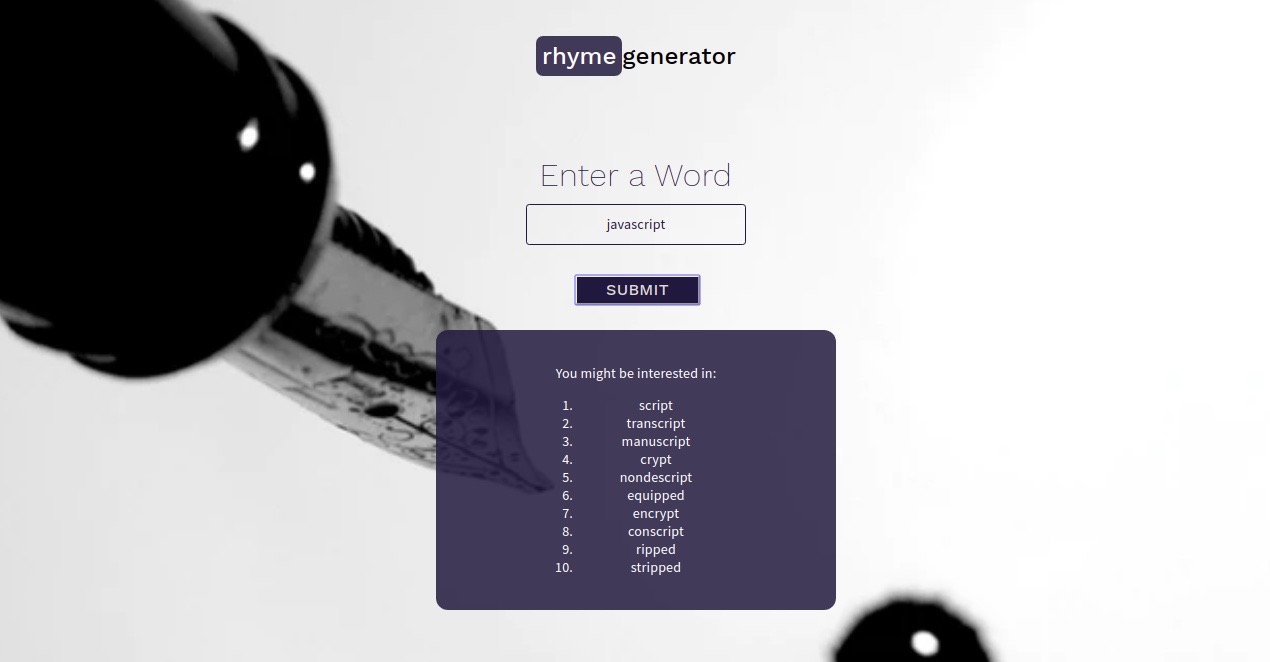 rhymegenerator
Enter a Word
javascript
SUBMIT
You might be interested in:
1. script
2. transcript
3. manuscript
4. crypt
5. nondescript
6. equipped
7. encrypt
8. conscript
9. ripped
10. stripped